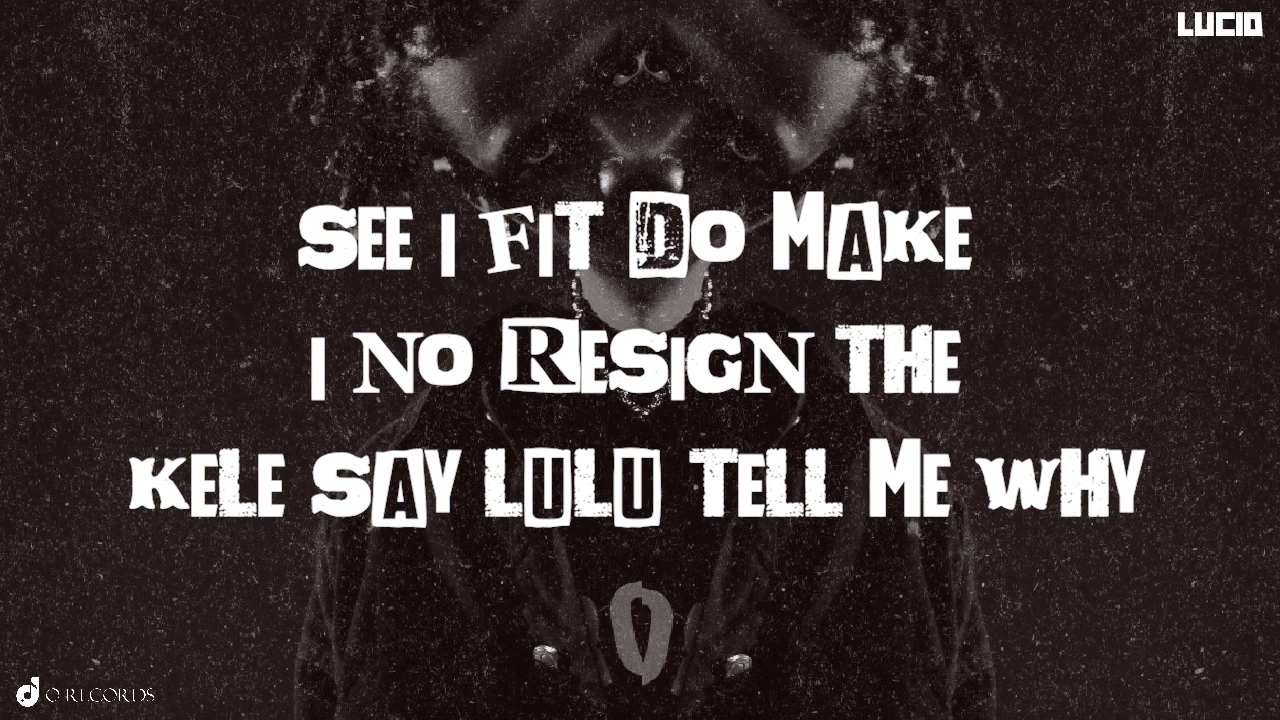 LUCIO
SEE I FIT DO MAKE
I NO RESIGN THE
KELE SAY LULU TELL ME WHY
O RECORDS